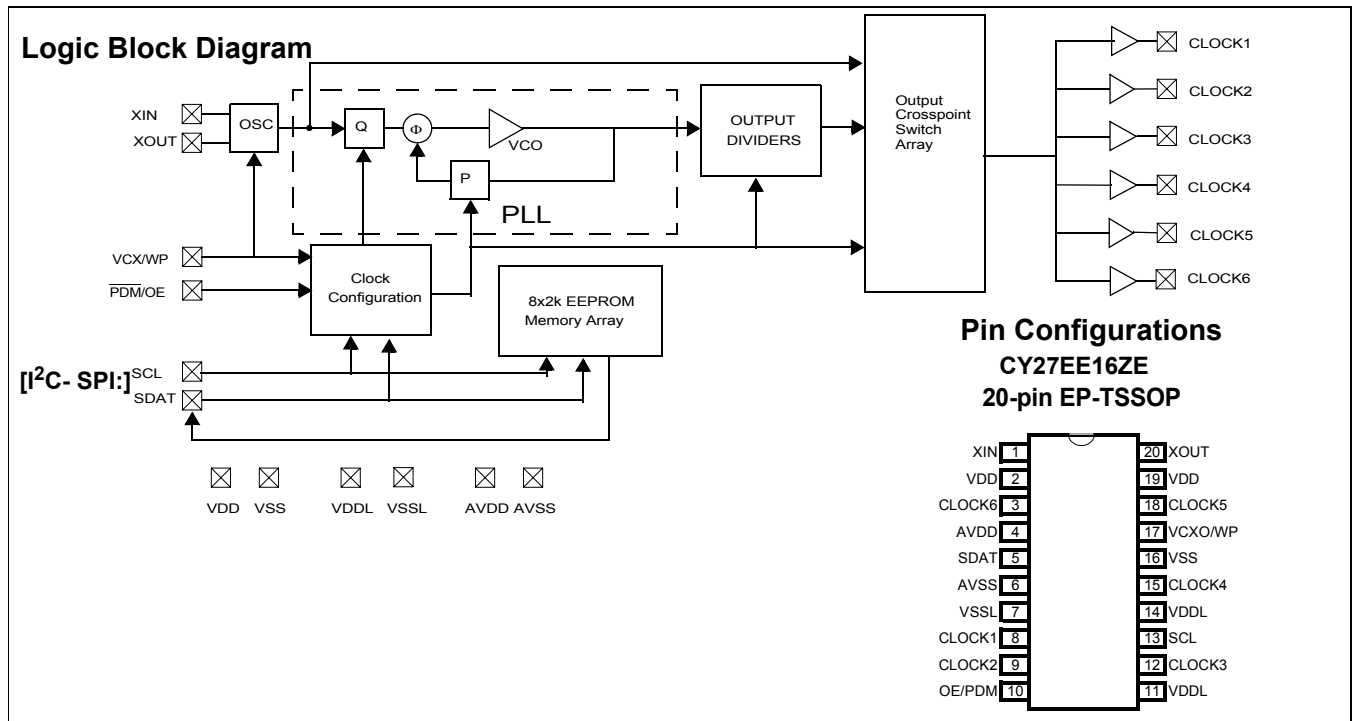 Logic Block Diagram
XIN
XOUT
OSC
Q
Φ
VCO
P
PLL
OUTPUT
DIVIDERS
Output
Crosspoint
Switch
Array
CLOCK1
CLOCK2
CLOCK3
CLOCK4
CLOCK5
CLOCK6
VCX/WP
PDM/OE
Clock
Configuration
8x2k EEPROM
Memory Array
[I²C- SPI:]
SCL
SDAT
VDD VSS VDDL VSSL AVDD AVSS
Pin Configurations
CY27EE16ZE
20-pin EP-TSSOP
XIN 1 20 XOUT
VDD 2 19 VDD
CLOCK6 3 18 CLOCK5
AVDD 4 17 VCXO/WP
SDAT 5 16 VSS
AVSS 6 15 CLOCK4
VSSL 7 14 VDDL
CLOCK1 8 13 SCL
CLOCK2 9 12 CLOCK3
OE/PDM 10 11 VDDL